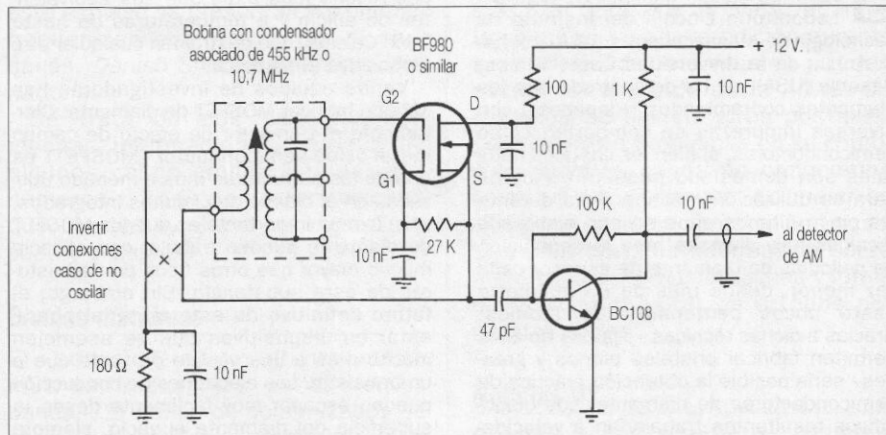 Bobina con condensador
asociado de 455 kHz o
10,7 MHz
BF980
o similar
G2
G1
D
S
100
1 K
+ 12 V.
10 nF
10 nF
Invertir
conexiones
caso de no
oscilar
10 nF
27 K
100 K
10 nF
al detector
de AM
47 pF
BC108
180 Ω
10 nF